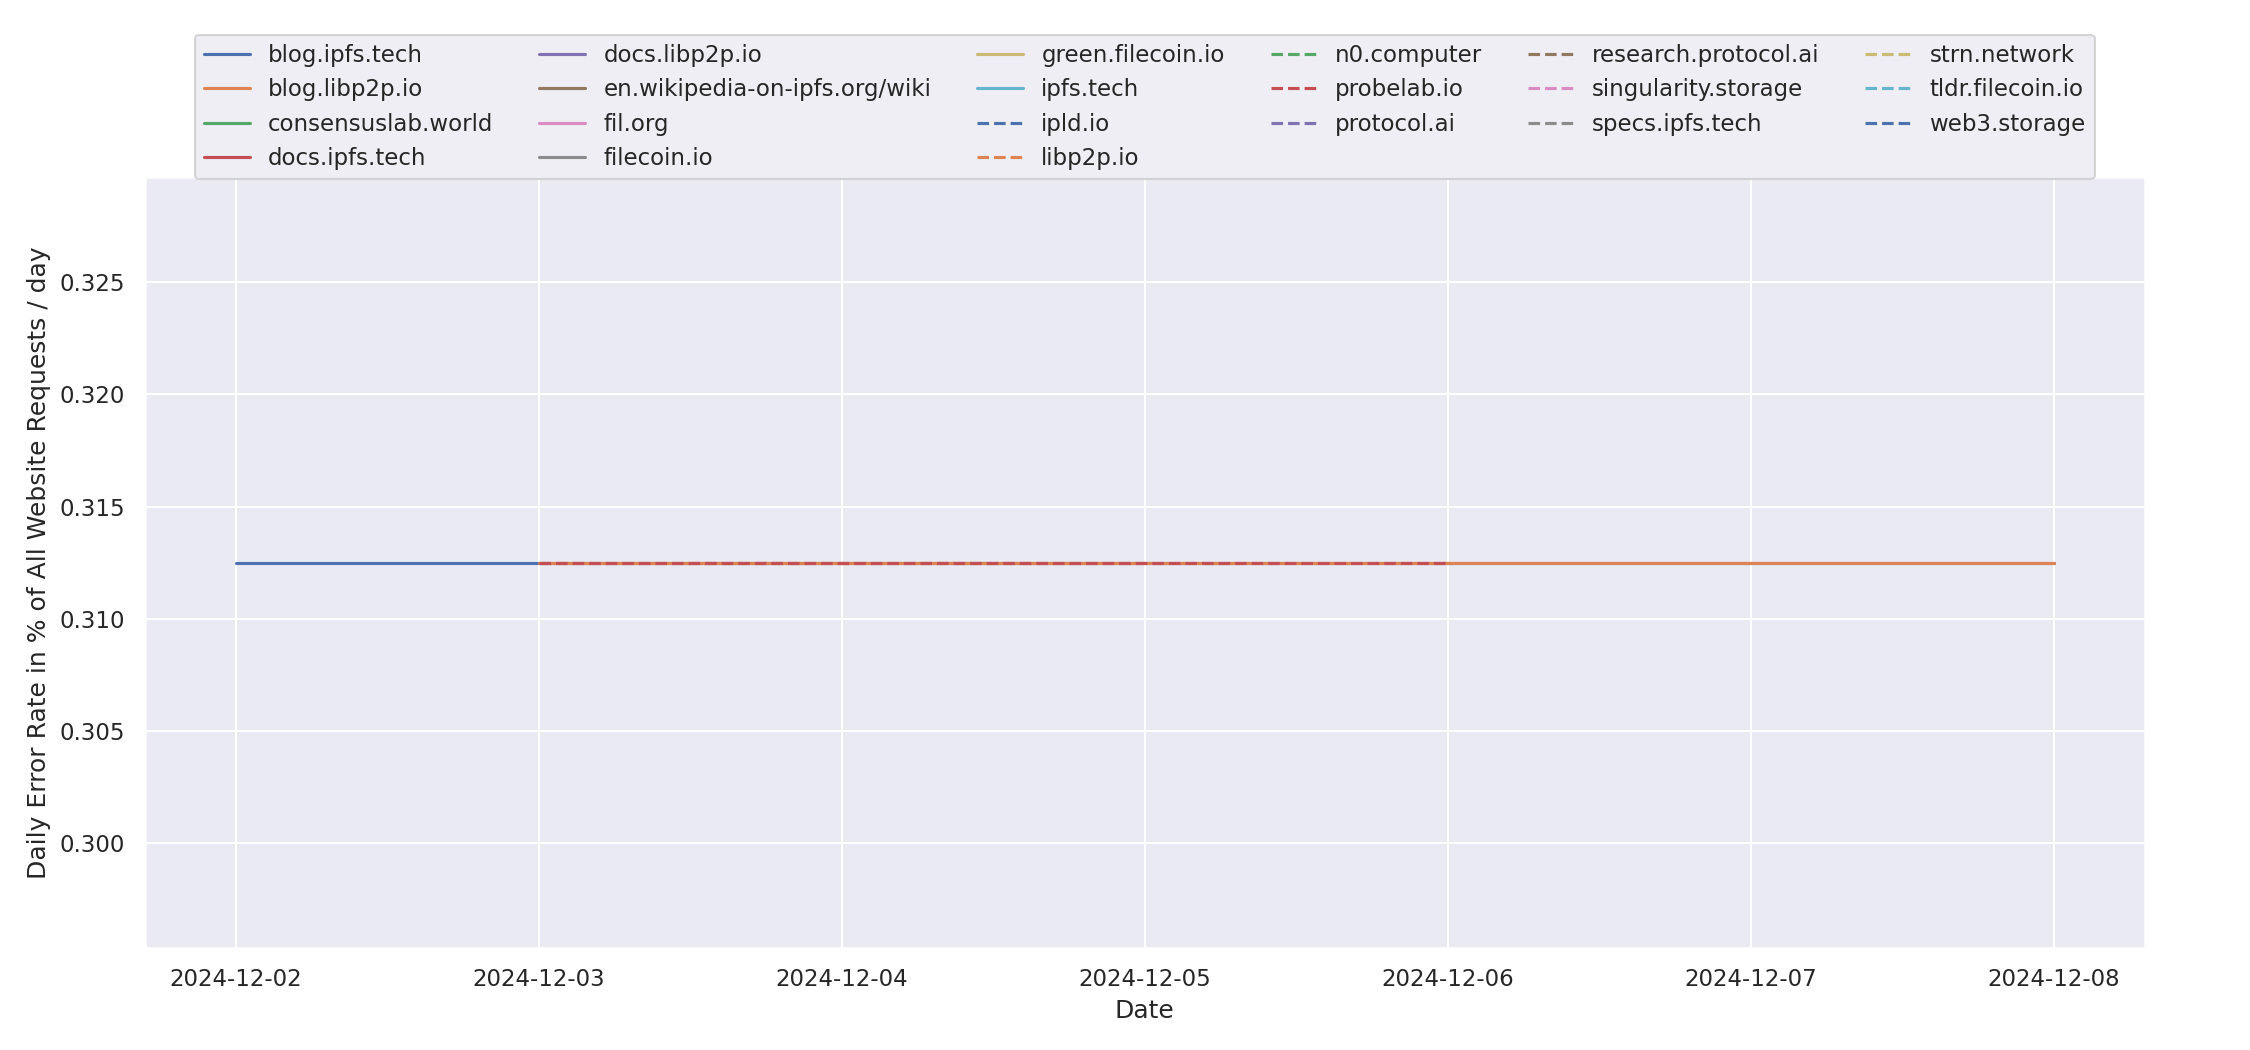 blog.ipfs.tech
blog.libp2p.io
consensuslab.world
docs.ipfs.tech
docs.libp2p.io
en.wikipedia-on-ipfs.org/wiki
fil.org
filecoin.io
green.filecoin.io
ipfs.tech
ipld.io
libp2p.io
n0.computer
probelab.io
protocol.ai
research.protocol.ai
singularity.storage
specs.ipfs.tech
strn.network
tldr.filecoin.io
web3.storage
Daily Error Rate in % of All Website Requests / day
0.325
0.320
0.315
0.310
0.305
0.300
2024-12-02
2024-12-03
2024-12-04
2024-12-05
2024-12-06
2024-12-07
2024-12-08
Date